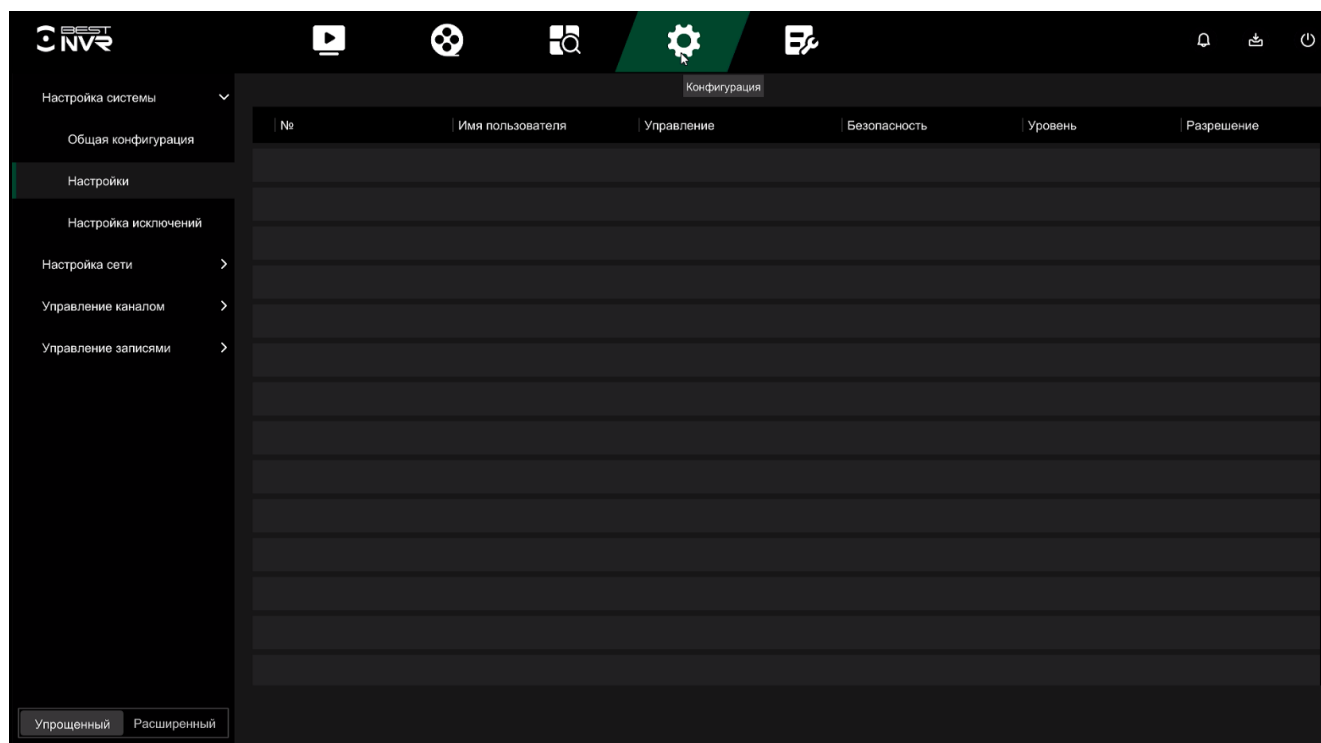 BEST
NVR
Конфигурация
Настройка системы
Общая конфигурация
Настройки
Настройка исключений
Настройка сети
Управление каналом
Управление записями
№ Имя пользователя Управление Безопасность Уровень Разрешение
Упрощенный Расширенный